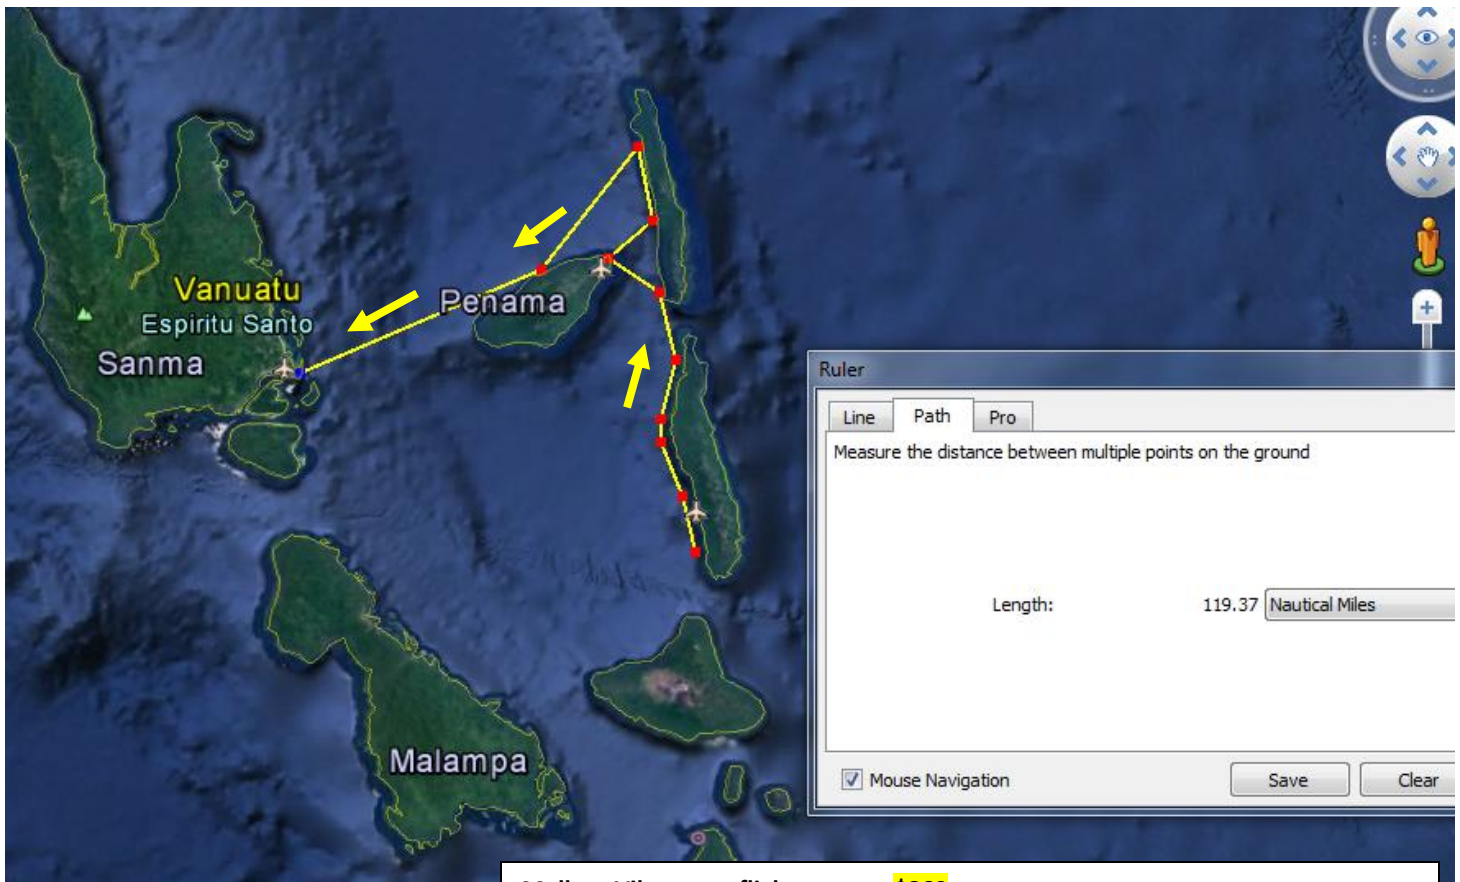 Vanuatu
Espiritu Santo
Sanma
Penama
Malampa
Ruler
Line
Path
Pro
Measure the distance between multiple points on the ground
Length:
119.37
Nautical Miles
Mouse Navigation
Save
Clear